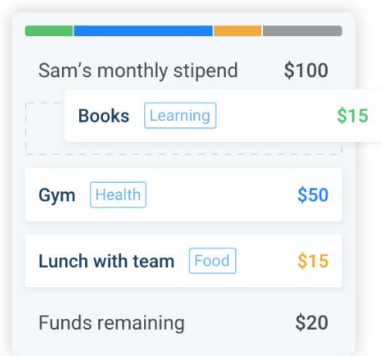 Sam's monthly stipend $100
Books Learning $15
Gym Health $50
Lunch with team Food $15
Funds remaining $20